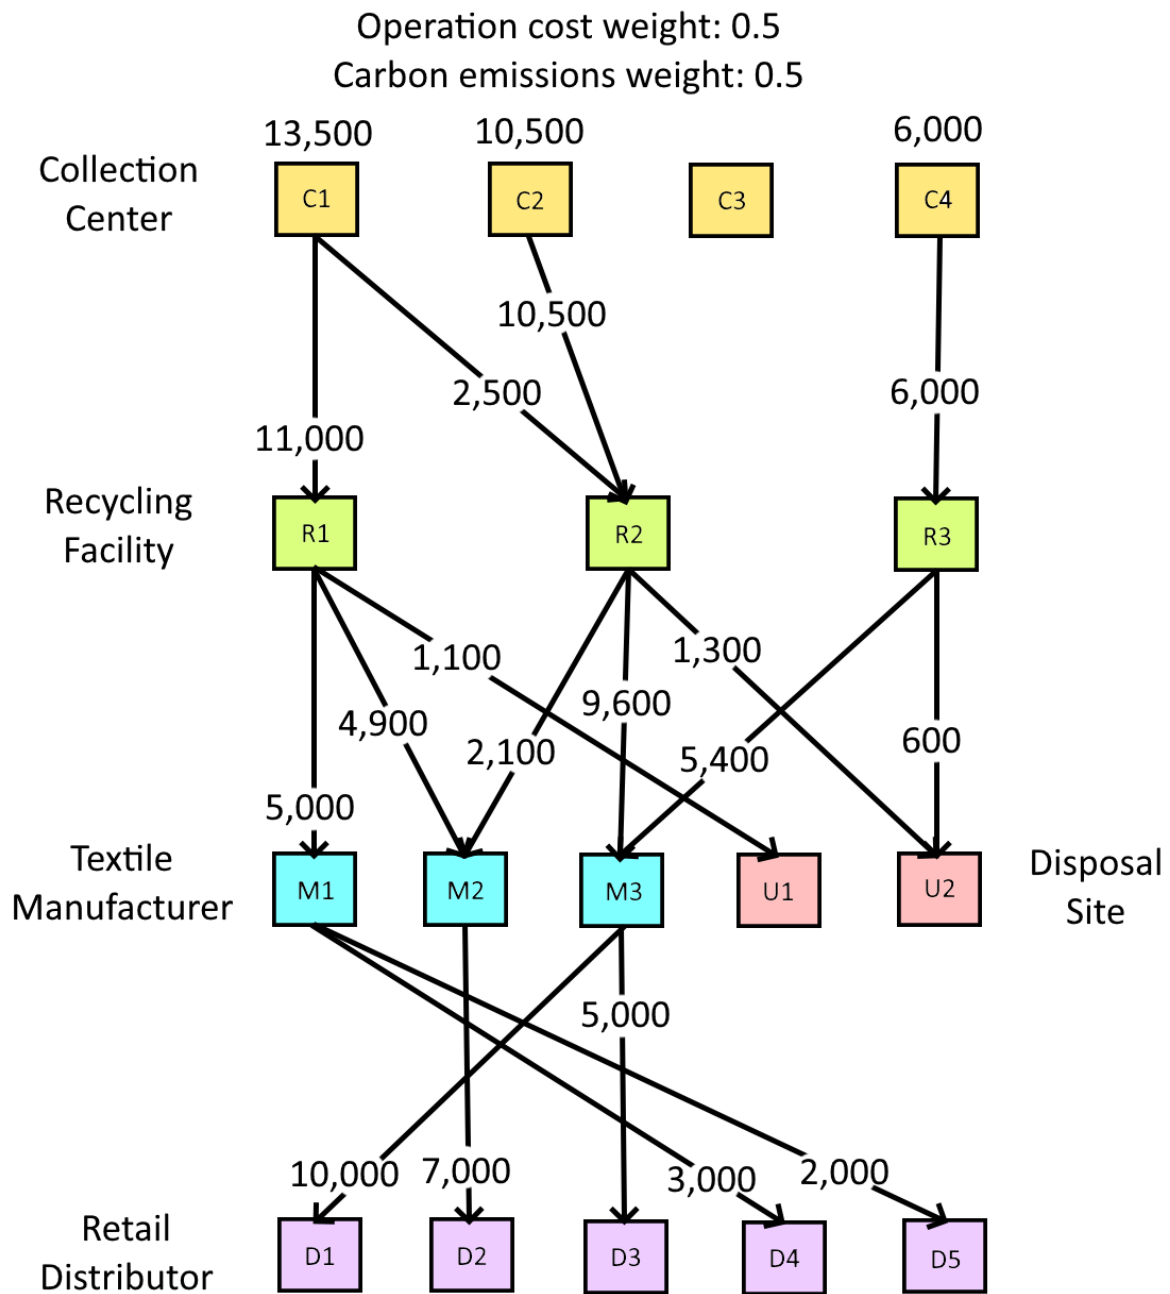 Operation cost weight: 0.5
Carbon emissions weight: 0.5
13,500
10,500
6,000
Collection
Center
C1
C2
C3
C4
10,500
2,500
6,000
11,000
Recycling
Facility
R1
R2
R3
1,100
1,300
4,900
9,600
2,100
5,400
600
5,000
Textile
Manufacturer
M1
M2
M3
U1
U2
Disposal
Site
5,000
10,000
7,000
3,000
2,000
Retail
Distributor
D1
D2
D3
D4
D5